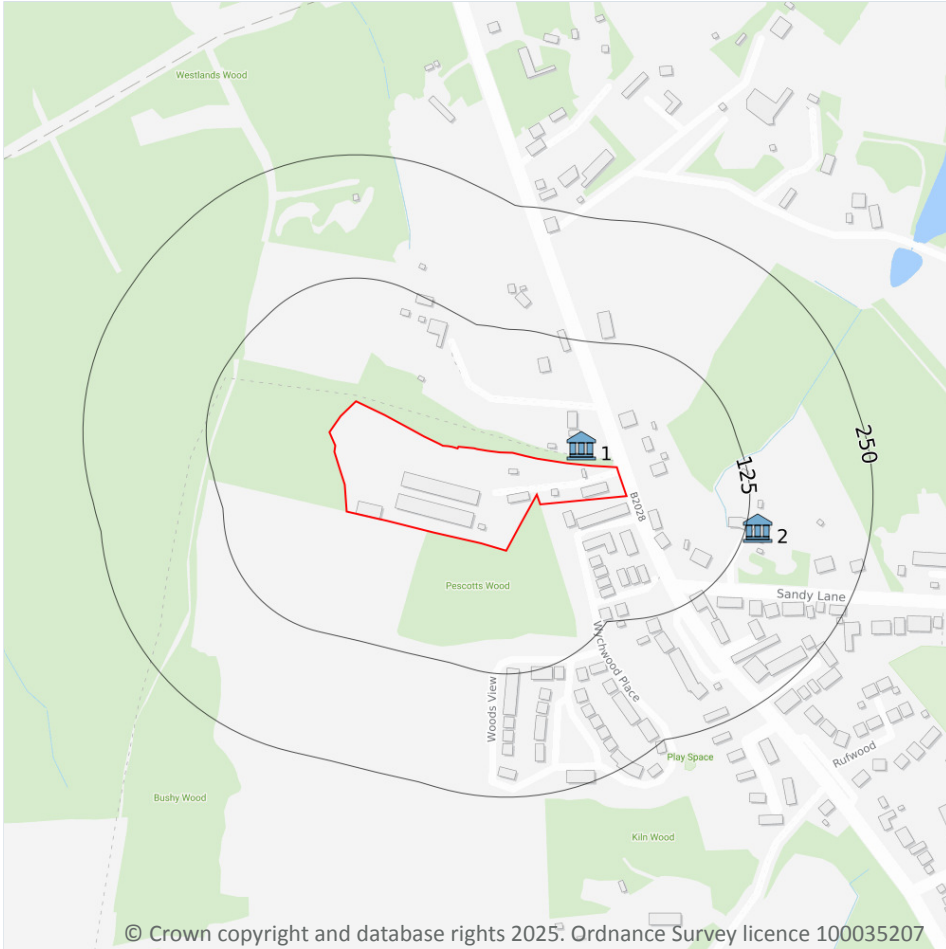 Westlands Wood
250
1
125
B2028
2
Pescotts Wood
Sandy Lane
Wychwood Place
Woods View
Rufwood
Play Space
Bushy Wood
Kiln Wood
© Crown copyright and database rights 2025. Ordnance Survey licence 100035207